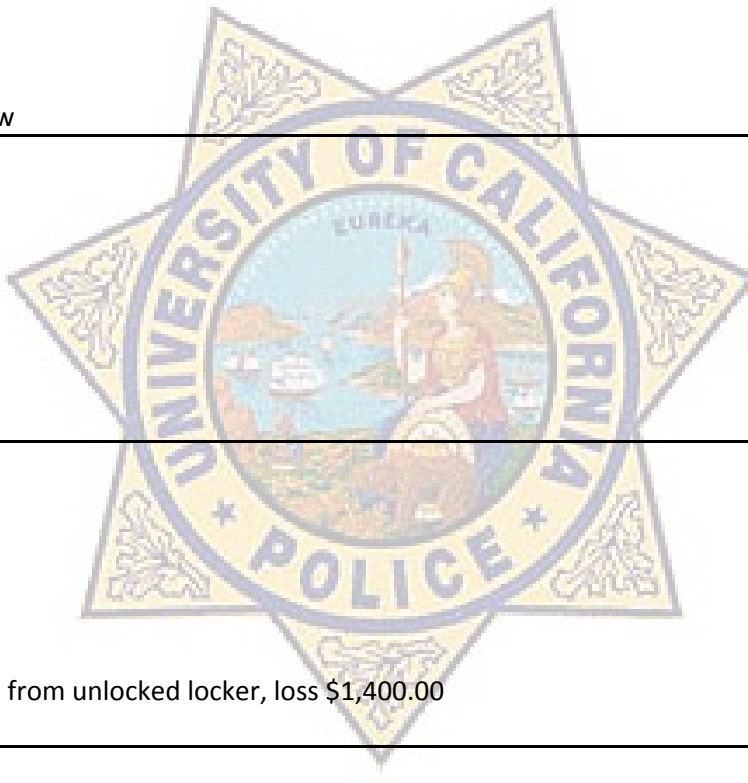 w
UNIVERSITY OF CALIFORNIA
EUREKA
POLICE
from unlocked locker, loss $1,400.00